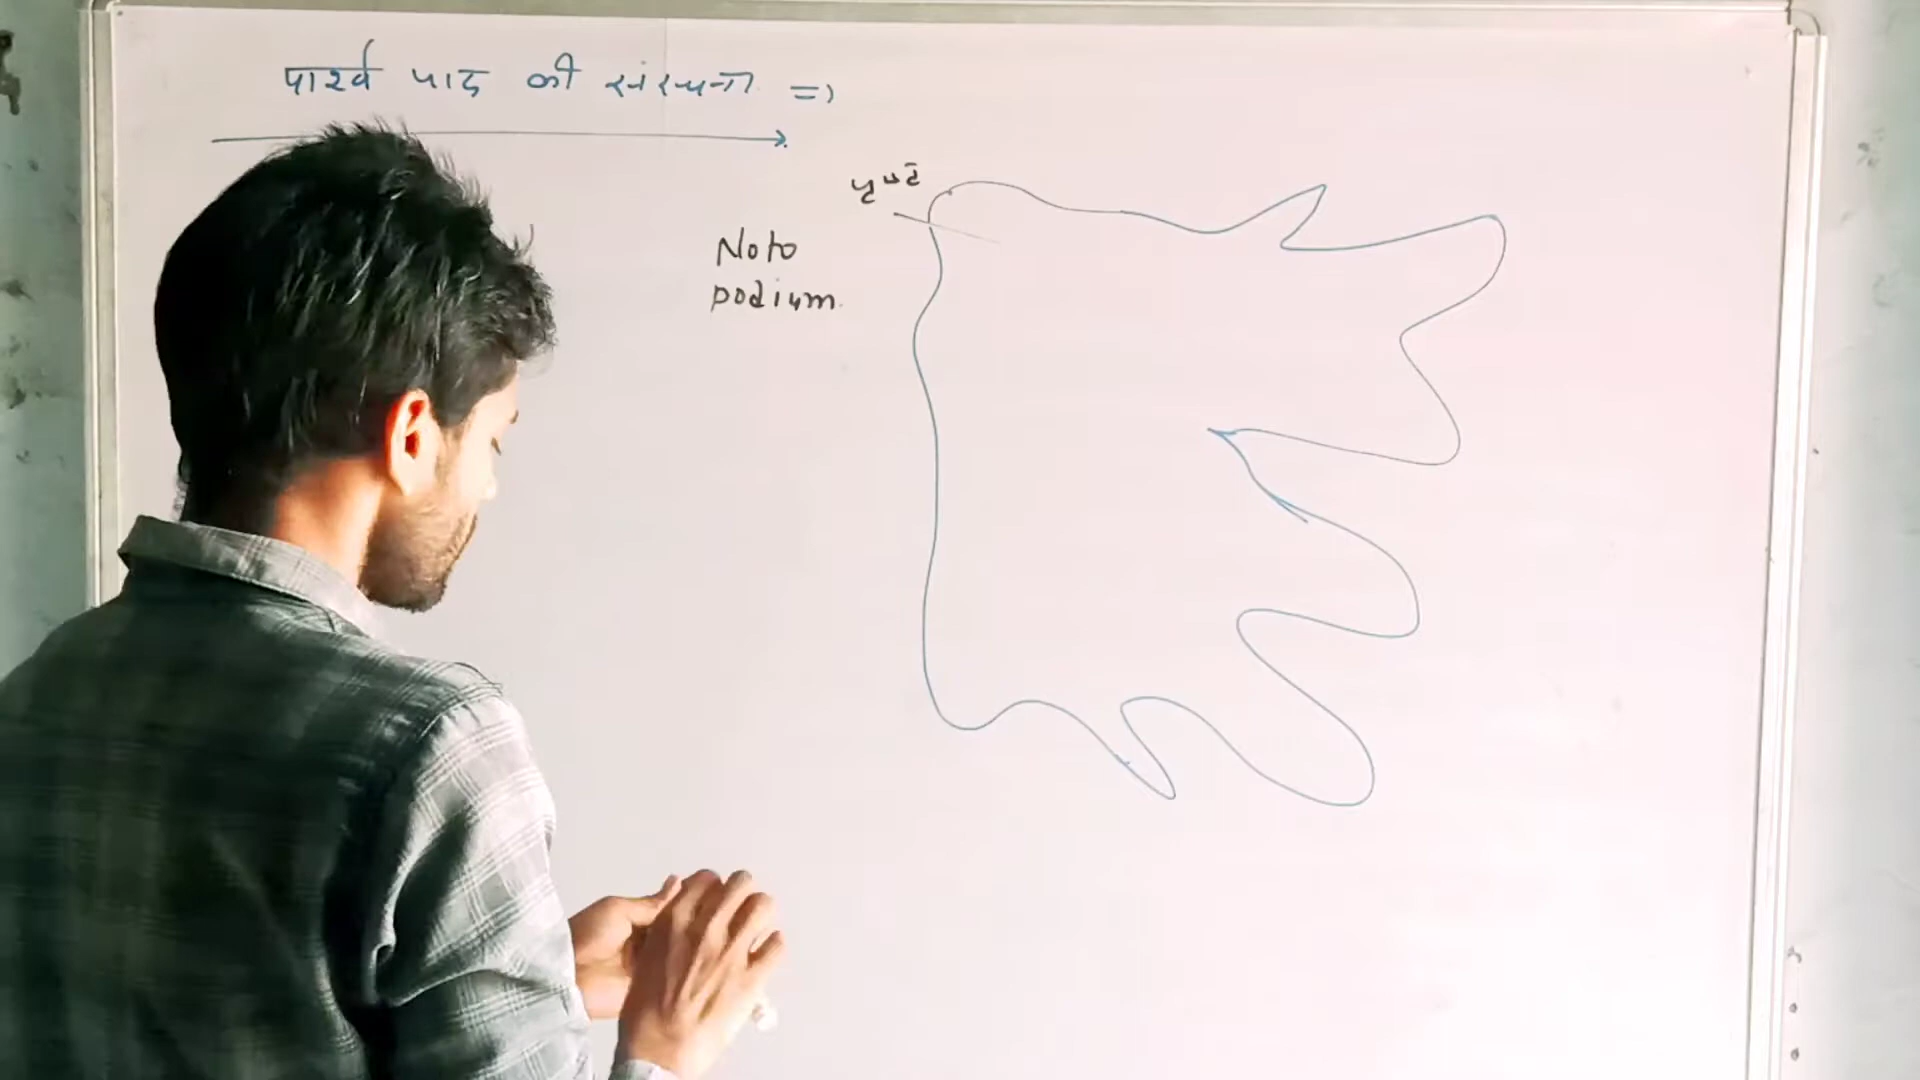 पार्श्व पाद की संरचना =>
Noto
podium